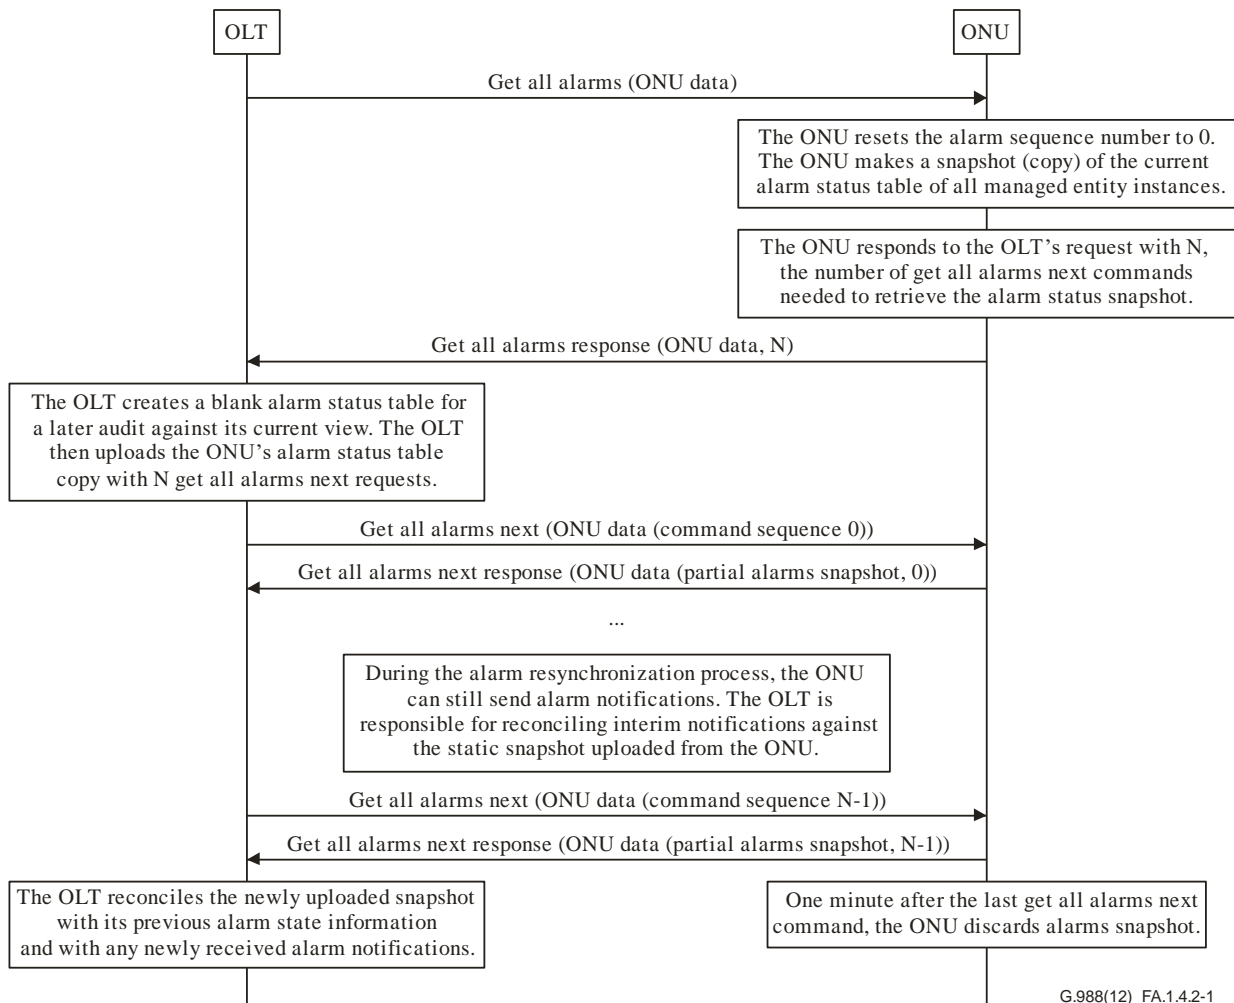 OLT
ONU
Get all alarms (ONU data)
The ONU resets the alarm sequence number to 0.
The ONU makes a snapshot (copy) of the current
alarm status table of all managed entity instances.
The ONU responds to the OLT’s request with N,
the number of get all alarms next commands
needed to retrieve the alarm status snapshot.
Get all alarms response (ONU data, N)
The OLT creates a blank alarm status table for
a later audit against its current view. The OLT
then uploads the ONU’s alarm status table
copy with N get all alarms next requests.
Get all alarms next (ONU data (command sequence 0))
Get all alarms next response (ONU data (partial alarms snapshot, 0))
...
During the alarm resynchronization process, the ONU
can still send alarm notifications. The OLT is
responsible for reconciling interim notifications against
the static snapshot uploaded from the ONU.
Get all alarms next (ONU data (command sequence N-1))
Get all alarms next response (ONU data (partial alarms snapshot, N-1))
The OLT reconciles the newly uploaded snapshot
with its previous alarm state information
and with any newly received alarm notifications.
One minute after the last get all alarms next
command, the ONU discards alarms snapshot.
G.988(12)_FA.1.4.2-1